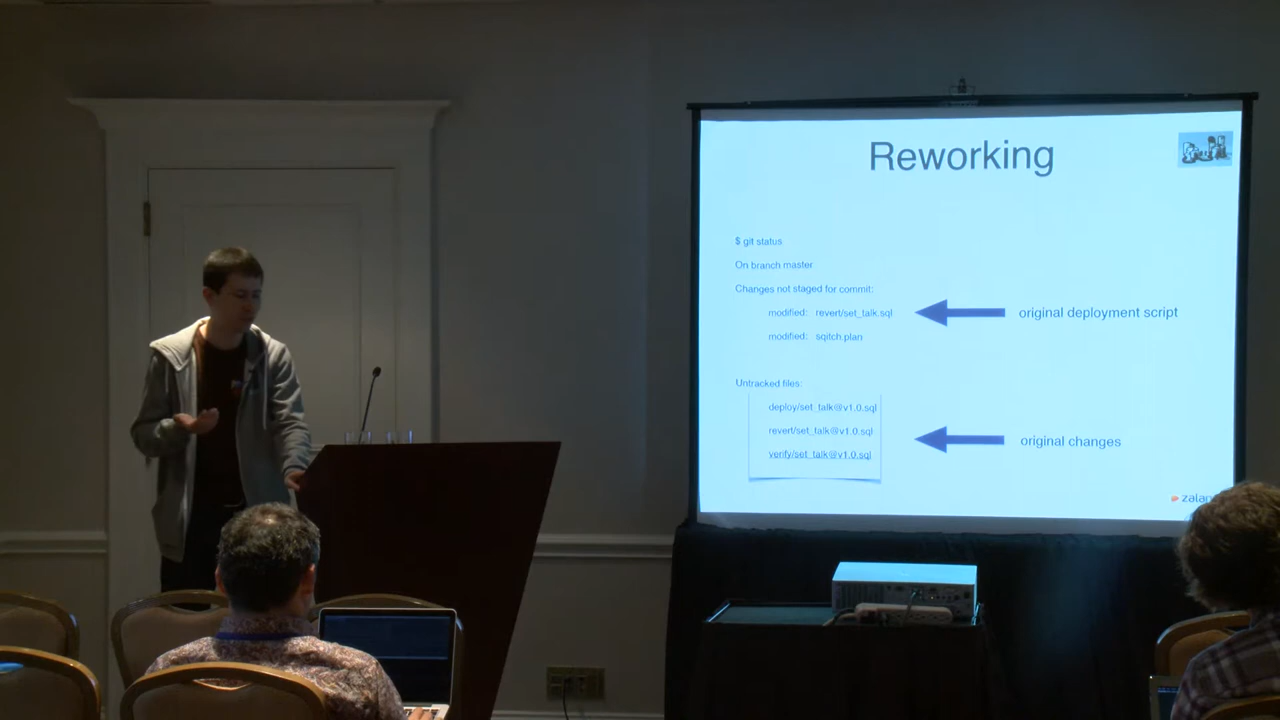 Reworking
$ git status
On branch master
Changes not staged for commit:
modified: revert/set_talk.sql
original deployment script
modified: sqitch.plan
Untracked files:
deploy/set_talk@v1.0.sql
revert/set_talk@v1.0.sql
original changes
verify/set_talk@v1.0.sql